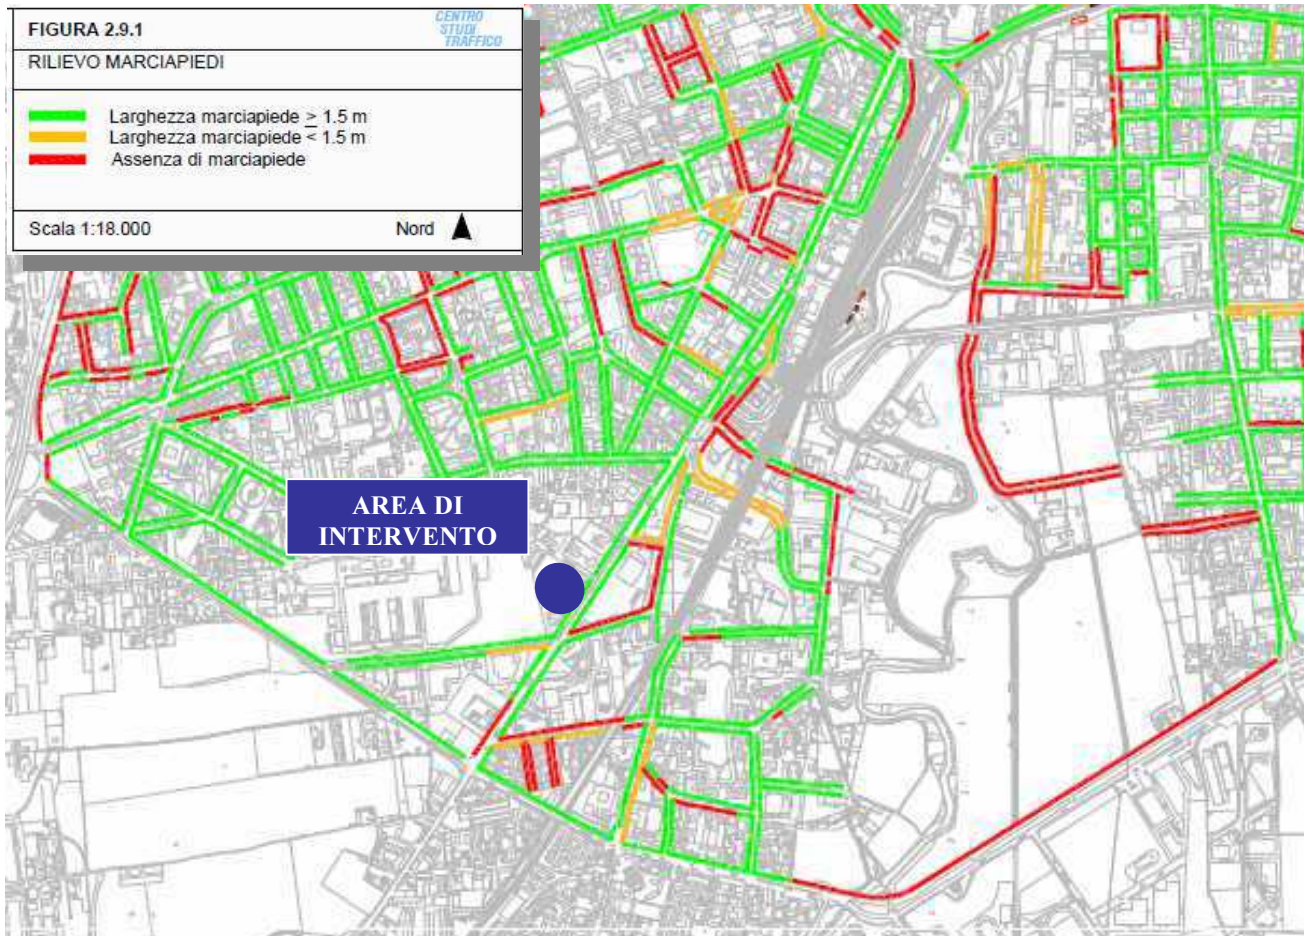 FIGURA 2.9.1
CENTRO
STUDI
TRAFFICO
RILIEVO MARCIAPIEDI
Larghezza marciapiede ≥ 1.5 m
Larghezza marciapiede < 1.5 m
Assenza di marciapiede
Scala 1:18.000
Nord
AREA DI
INTERVENTO